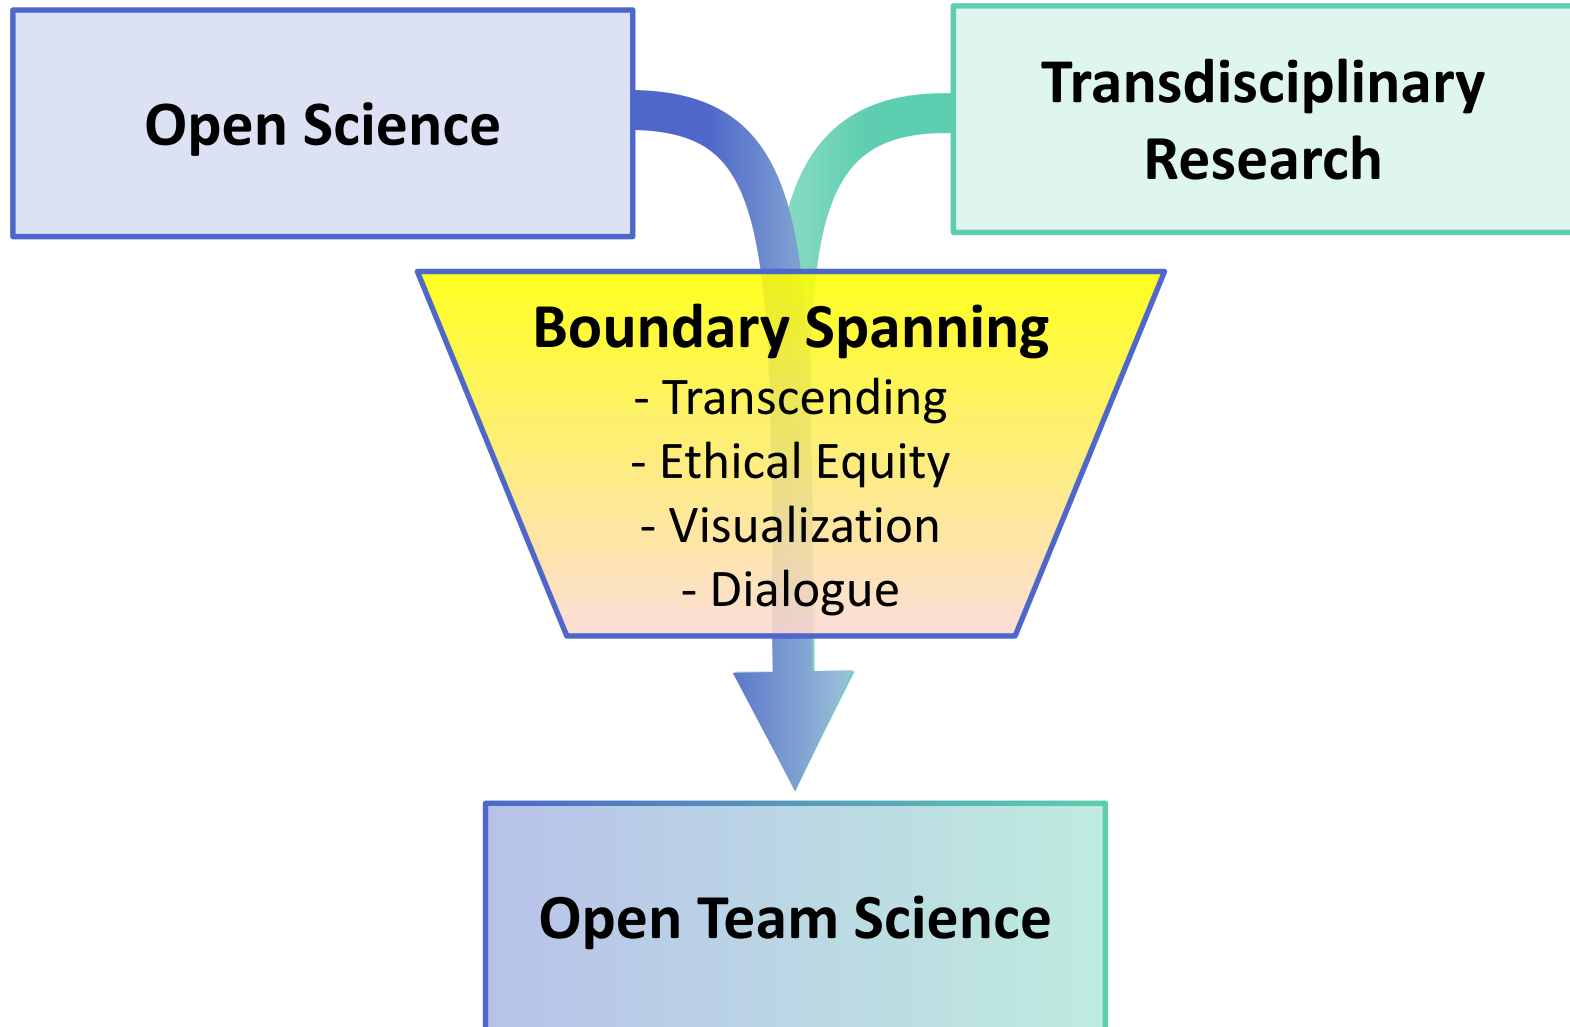 Open Science
Transdisciplinary
Research
Boundary Spanning
- Transcending
- Ethical Equity
- Visualization
- Dialogue
Open Team Science